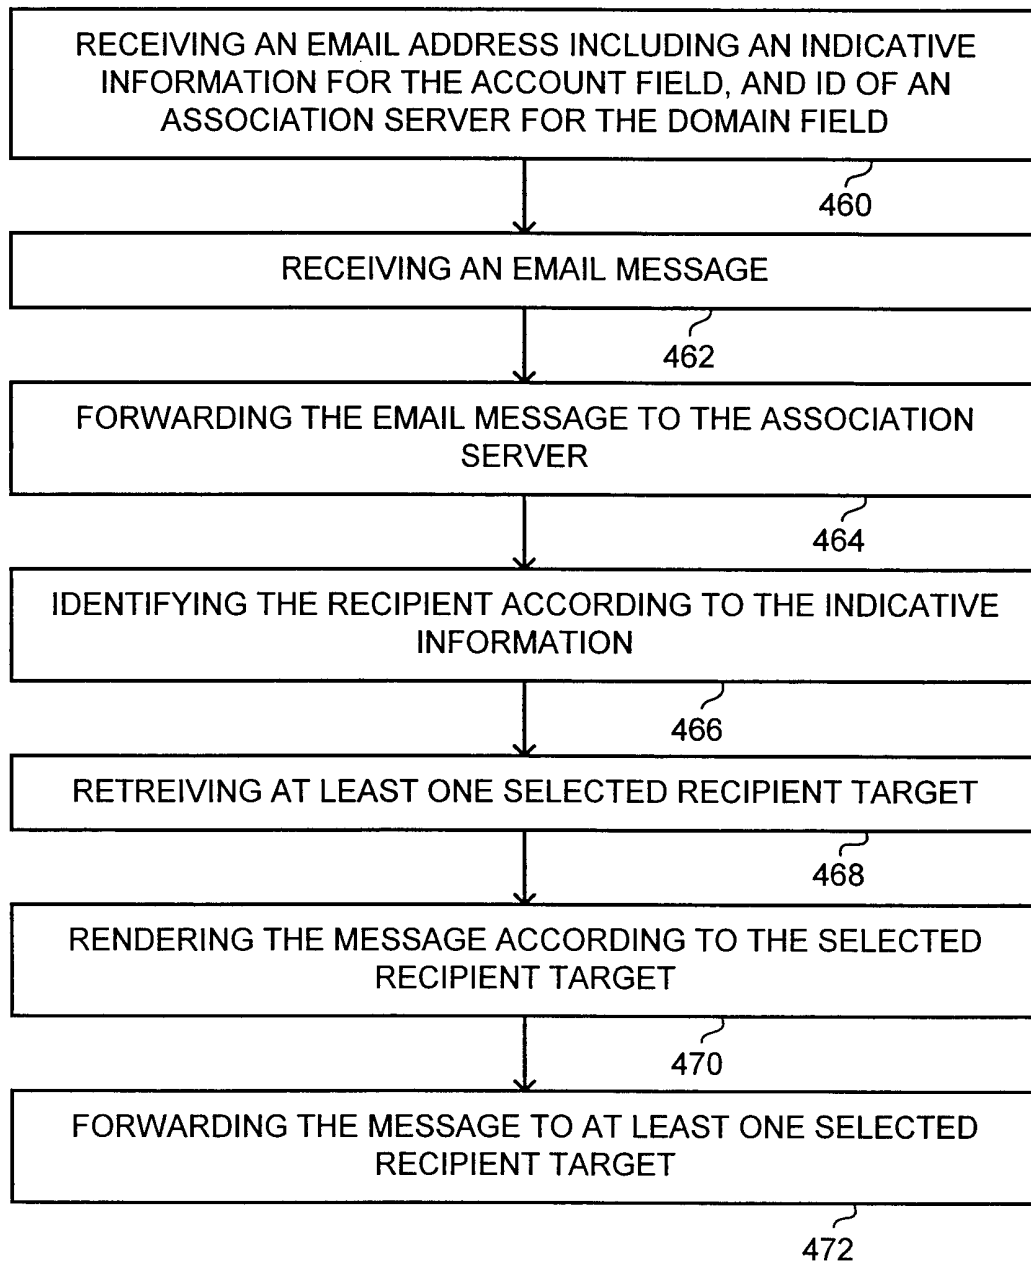 RECEIVING AN EMAIL ADDRESS INCLUDING AN INDICATIVE
INFORMATION FOR THE ACCOUNT FIELD, AND ID OF AN
ASSOCIATION SERVER FOR THE DOMAIN FIELD
460
RECEIVING AN EMAIL MESSAGE
462
FORWARDING THE EMAIL MESSAGE TO THE ASSOCIATION
SERVER
464
IDENTIFYING THE RECIPIENT ACCORDING TO THE INDICATIVE
INFORMATION
466
RETREIVING AT LEAST ONE SELECTED RECIPIENT TARGET
468
RENDERING THE MESSAGE ACCORDING TO THE SELECTED
RECIPIENT TARGET
470
FORWARDING THE MESSAGE TO AT LEAST ONE SELECTED
RECIPIENT TARGET
472